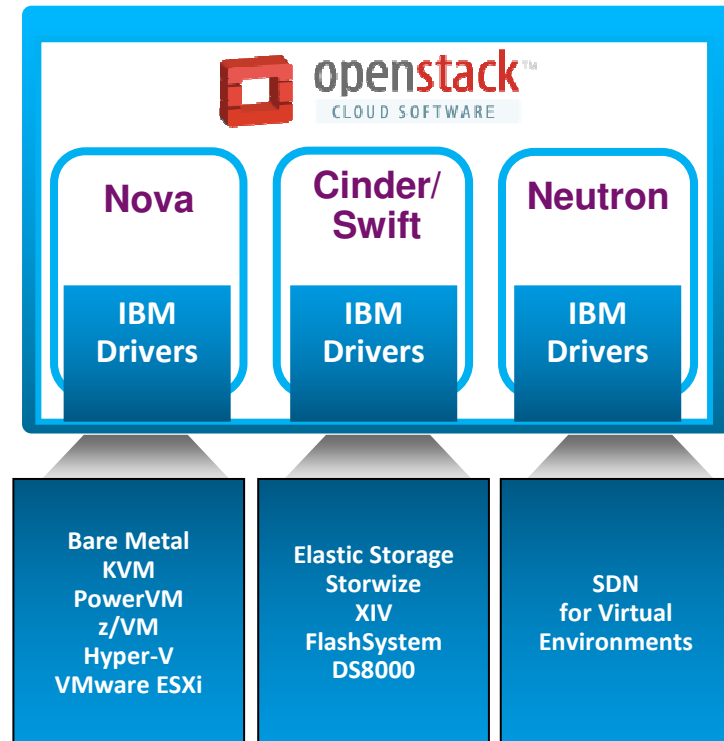 openstack™
CLOUD SOFTWARE
Nova
Cinder/
Swift
Neutron
IBM
Drivers
IBM
Drivers
IBM
Drivers
Bare Metal
KVM
PowerVM
z/VM
Hyper-V
VMware ESXi
Elastic Storage
Storwize
XIV
FlashSystem
DS8000
SDN
for Virtual
Environments